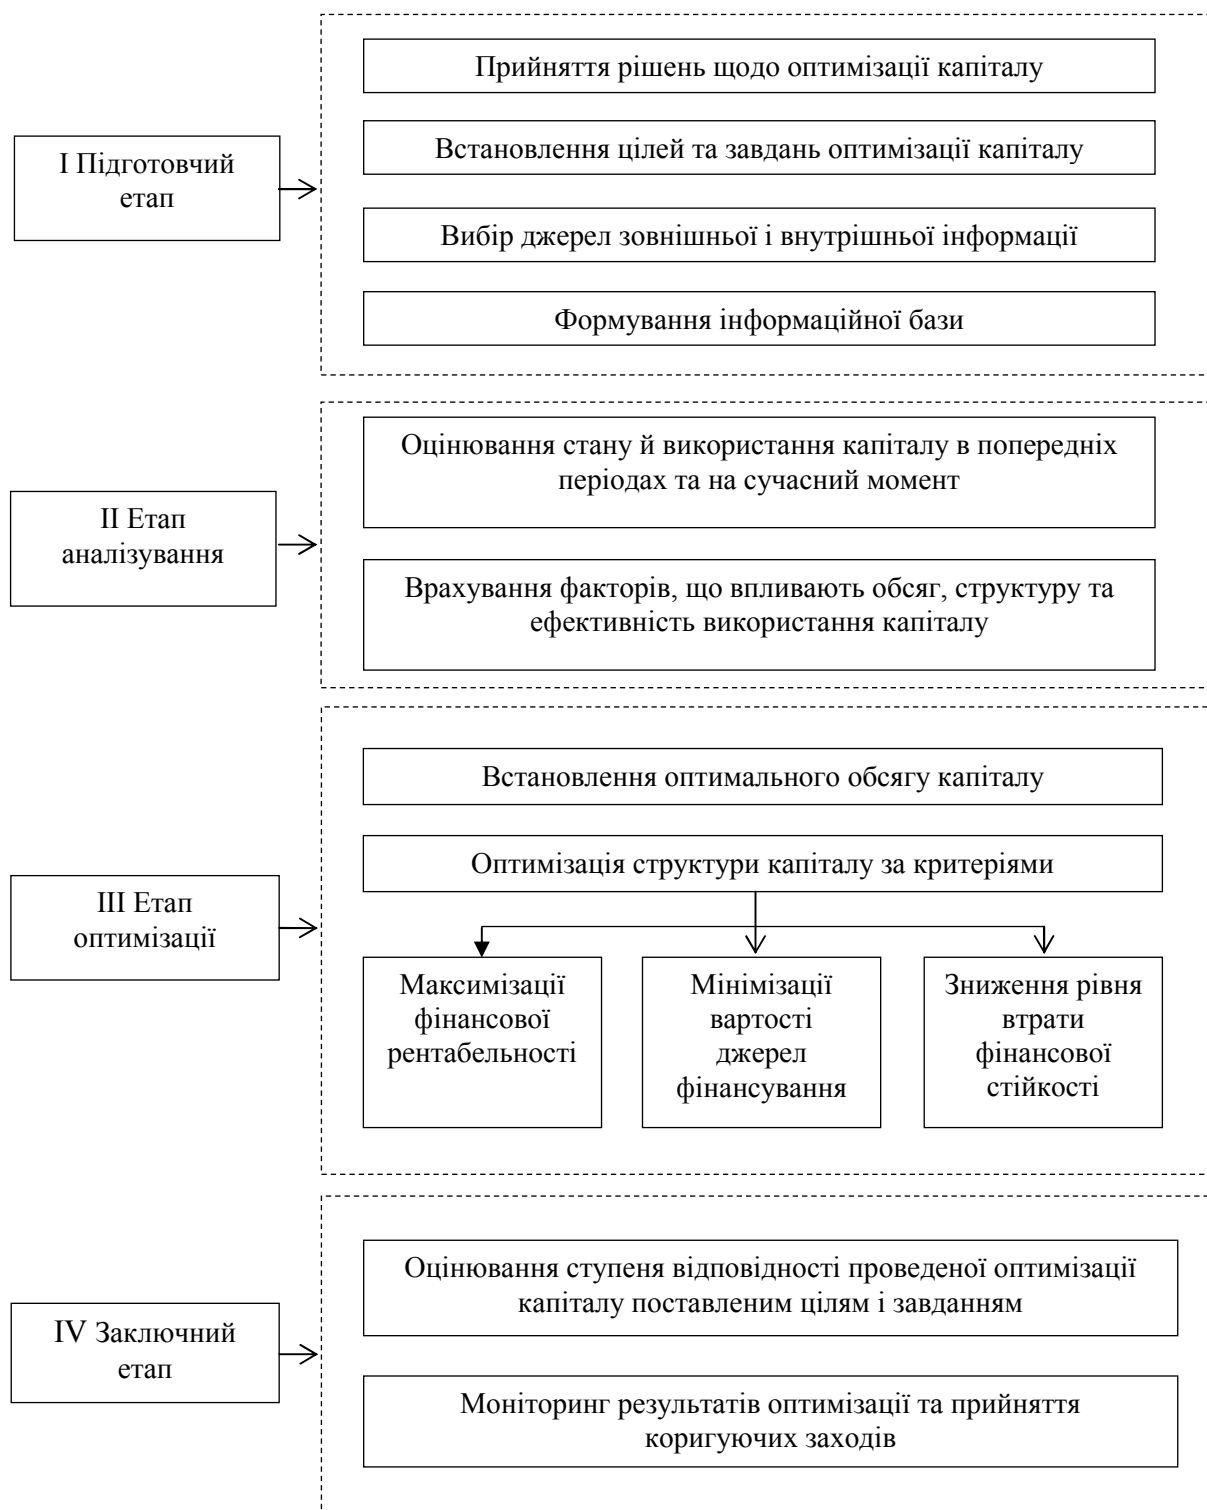 Прийняття рішень щодо оптимізації капіталу
І Підготовчий
етап
Встановлення цілей та завдань оптимізації капіталу
Вибір джерел зовнішньої і внутрішньої інформації
Формування інформаційної бази
ІІ Етап
аналізування
Оцінювання стану й використання капіталу в попередніх
періодах та на сучасний момент
Врахування факторів, що впливають обсяг, структуру та
ефективність використання капіталу
ІІІ Етап
оптимізації
Встановлення оптимального обсягу капіталу
Оптимізація структури капіталу за критеріями
Максимізації
фінансової
рентабельності
Мінімізації
вартості
джерел
фінансування
Зниження рівня
втрати
фінансової
стійкості
IV Заключний
етап
Оцінювання ступеня відповідності проведеної оптимізації
капіталу поставленим цілям і завданням
Моніторинг результатів оптимізації та прийняття
коригуючих заходів